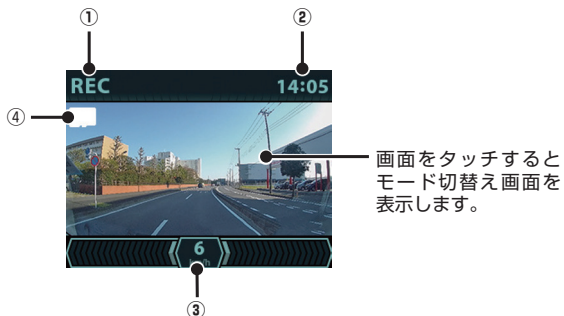 ① ②
REC 14:05
④
画面をタッチすると
モード切替え画面を
表示します。
6
km/h
③